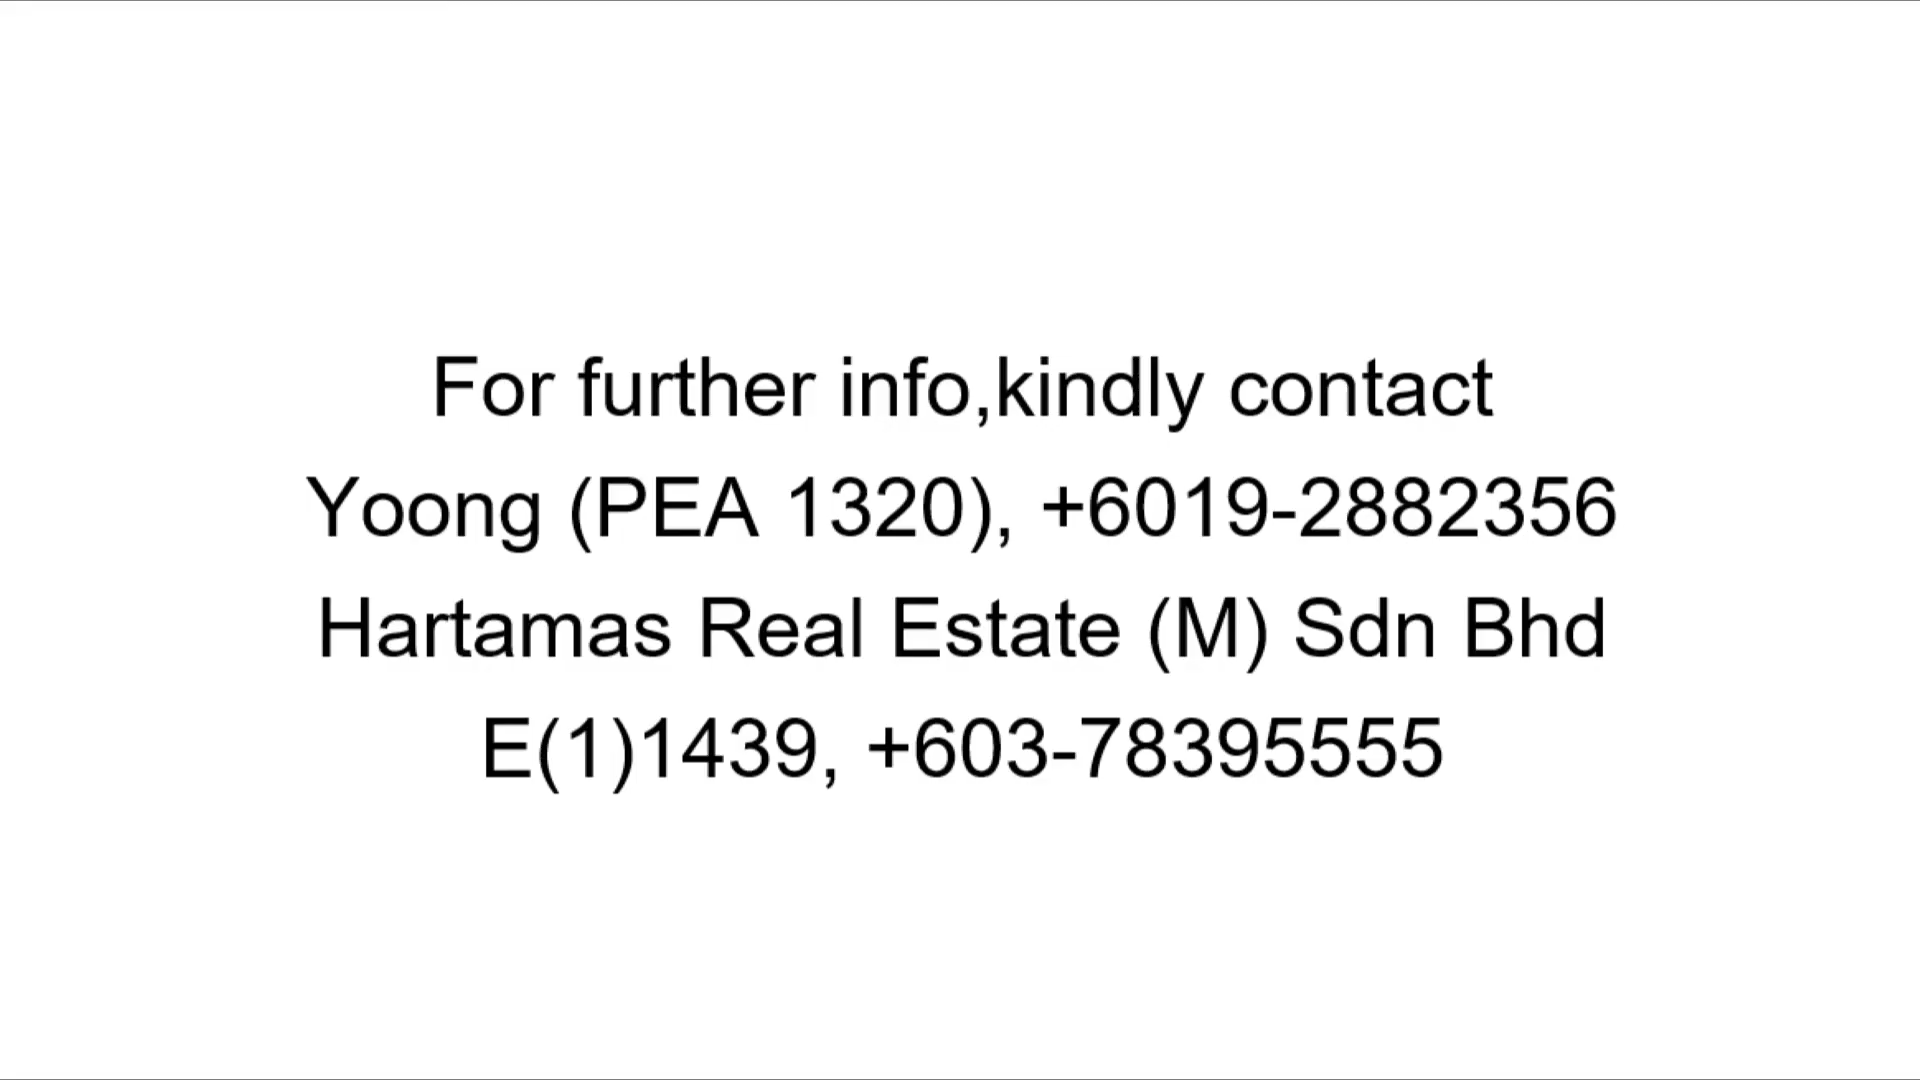 For further info,kindly contact
Yoong (PEA 1320), +6019-2882356
Hartamas Real Estate (M) Sdn Bhd
E(1)1439, +603-78395555